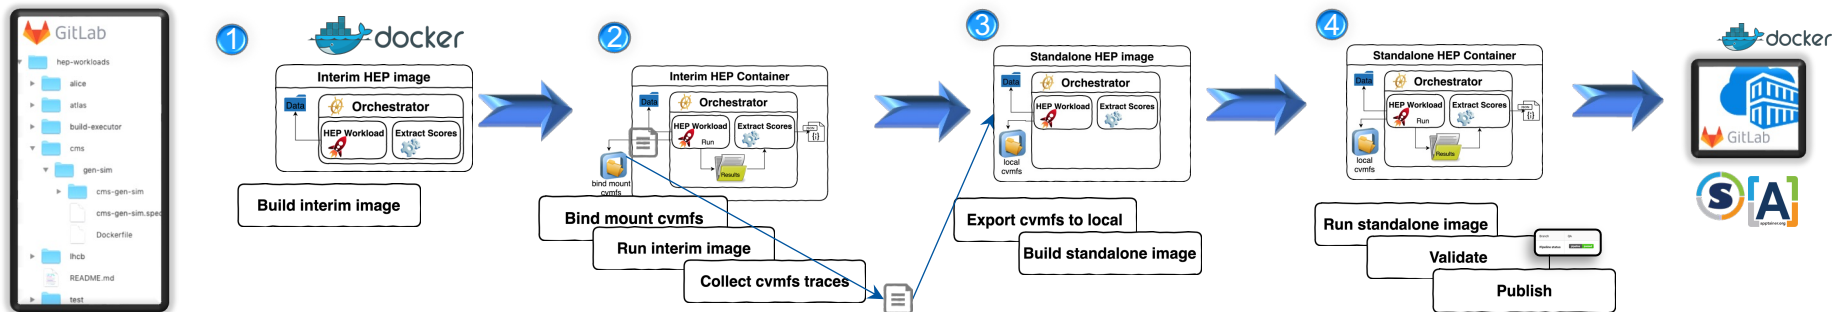 GitLab
hep-workloads
alice
atlas
build-executor
cms
gen-sim
cms-gen-sim
cms-gen-sim.spec
Dockerfile
lhcb
README.md
test
1
docker
Interim HEP image
Data
Orchestrator
HEP Workload
Extract Scores
Build interim image
2
Interim HEP Container
Data
Orchestrator
HEP Workload
Run
Extract Scores
{;}
Results
bind mount
cvmfs
Bind mount cvmfs
Run interim image
Collect cvmfs traces
3
Standalone HEP image
Data
Orchestrator
HEP Workload
Extract Scores
local
cvmfs
Export cvmfs to local
Build standalone image
4
Standalone HEP Container
Data
Orchestrator
HEP Workload
Run
Extract Scores
{;}
Results
local
cvmfs
Run standalone image
Validate
Publish
docker
GitLab
S
A